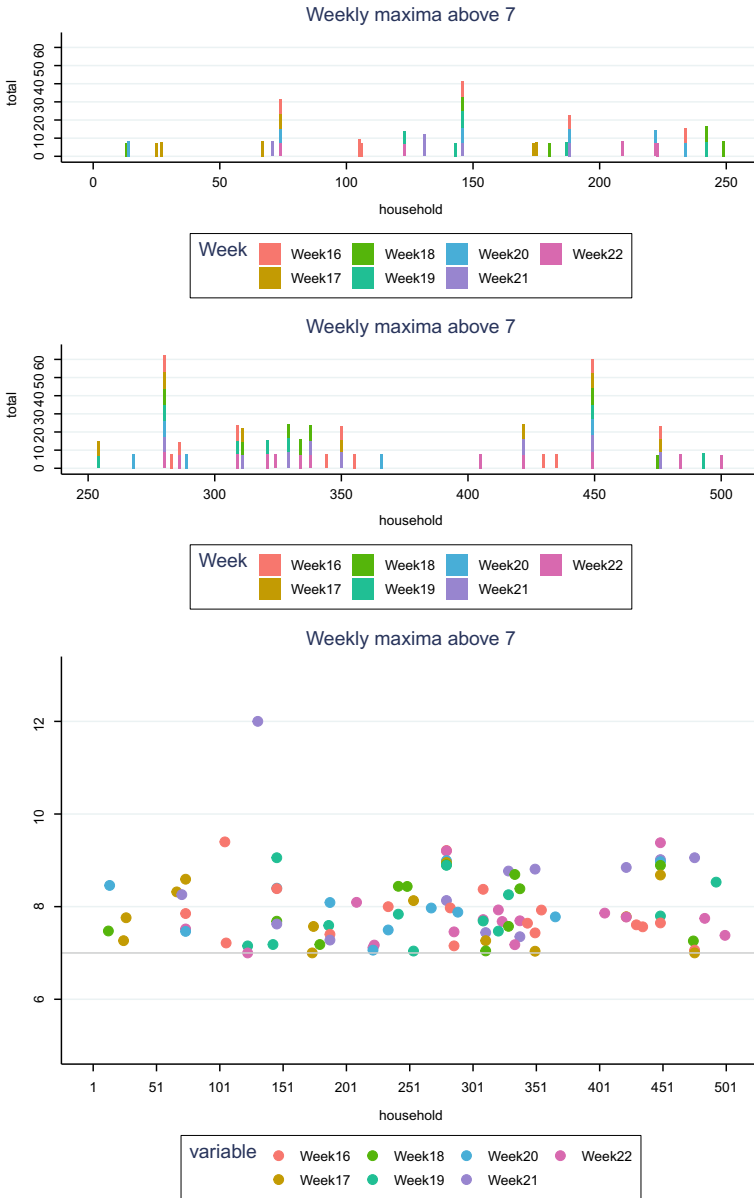 Weekly maxima above 7
total
0 10 20 30 40 50 60
0 50 100 150 200 250
household
Week Week16 Week18 Week20 Week22
Week17 Week19 Week21
Weekly maxima above 7
total
0 10 20 30 40 50 60
250 300 350 400 450 500
household
Week Week16 Week18 Week20 Week22
Week17 Week19 Week21
Weekly maxima above 7
12
10
8
6
1 51 101 151 201 251 301 351 401 451 501
household
variable Week16 Week18 Week20 Week22
Week17 Week19 Week21